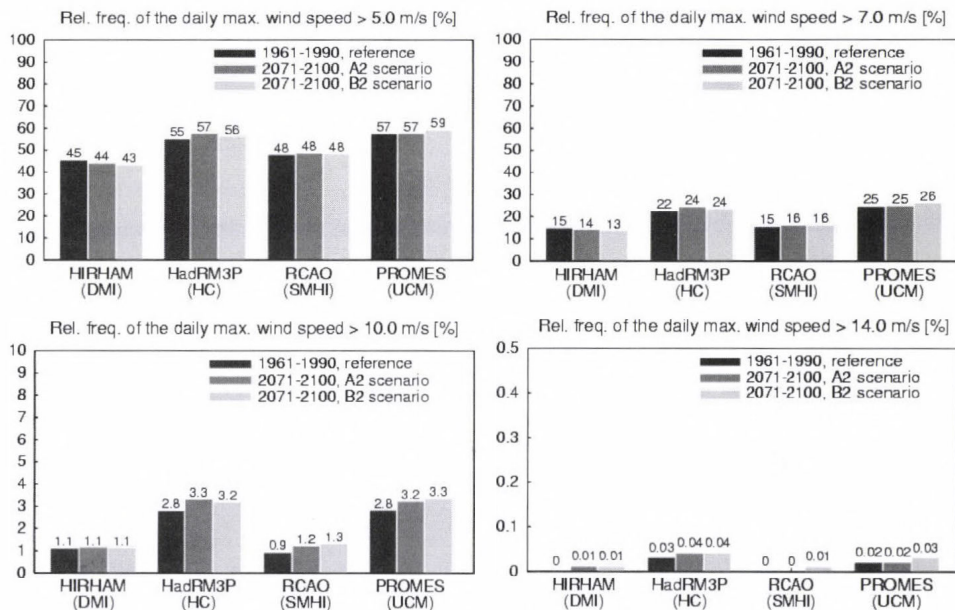 Rel. freq. of the daily max. wind speed > 5.0 m/s [%]
100
90
80
70
60
50
40
30
20
10
0
1961-1990, reference
2071-2100, A2 scenario
2071-2100, B2 scenario
45 44 43
55 57 56
48 48 48
57 57 59
HIRHAM HadRM3P RCAO PROMES
(DMI) (HC) (SMHI) (UCM)
Rel. freq. of the daily max. wind speed > 7.0 m/s [%]
100
90
80
70
60
50
40
30
20
10
0
1961-1990, reference
2071-2100, A2 scenario
2071-2100, B2 scenario
15 14 13
22 24 24
15 16 16
25 25 26
HIRHAM HadRM3P RCAO PROMES
(DMI) (HC) (SMHI) (UCM)
Rel. freq. of the daily max. wind speed > 10.0 m/s [%]
10
9
8
7
6
5
4
3
2
1
0
1961-1990, reference
2071-2100, A2 scenario
2071-2100, B2 scenario
1.1 1.1 1.1
2.8 3.3 3.2
0.9 1.2 1.3
2.8 3.2 3.3
HIRHAM HadRM3P RCAO PROMES
(DMI) (HC) (SMHI) (UCM)
Rel. freq. of the daily max. wind speed > 14.0 m/s [%]
0.5
0.4
0.3
0.2
0.1
0
1961-1990, reference
2071-2100, A2 scenario
2071-2100, B2 scenario
0 0.01 0.01
0.03 0.04 0.04
0 0 0.01
0.02 0.02 0.03
HIRHAM HadRM3P RCAO PROMES
(DMI) (HC) (SMHI) (UCM)